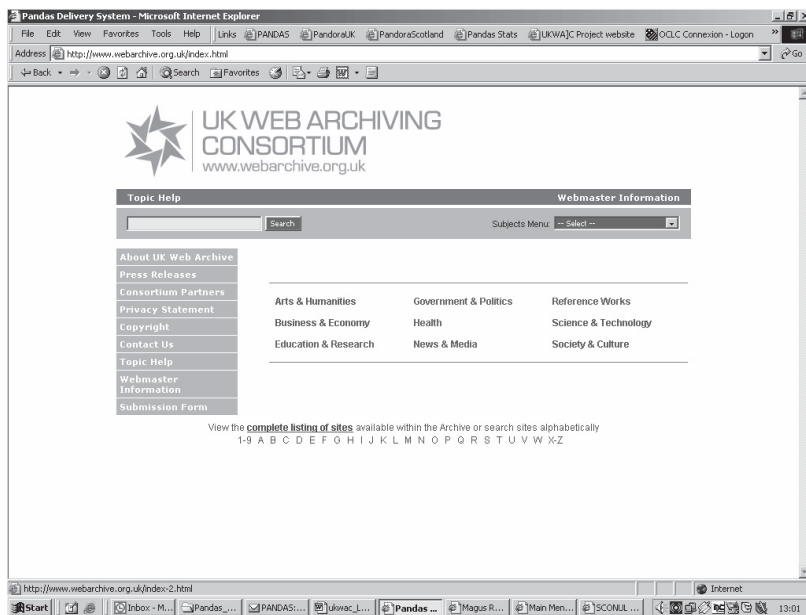 Pandas Delivery System - Microsoft Internet Explorer
File Edit View Favorites Tools Help Links PANDAS PandoraUK PandoraScotland Pandas Stats UKWA]C Project website OCLC Connexion - Logon »
Address http://www.webarchive.org.uk/index.html Go
Back Search Favorites
UK WEB ARCHIVING
CONSORTIUM
www.webarchive.org.uk
Topic Help Webmaster Information
Search Subjects Menu: -- Select --
About UK Web Archive
Press Releases
Consortium Partners
Privacy Statement
Copyright
Contact Us
Topic Help
Webmaster
Information
Submission Form
Arts & Humanities Government & Politics Reference Works
Business & Economy Health Science & Technology
Education & Research News & Media Society & Culture
View the complete listing of sites available within the Archive or search sites alphabetically
1-9 A B C D E F G H I J K L M N O P Q R S T U V W X-Z
http://www.webarchive.org.uk/index-2.html Internet
Start Inbox - M... Pandas_... PANDAS:... ukwac_L... Pandas ... Magus R... Main Men... SCONUL ... 13:01